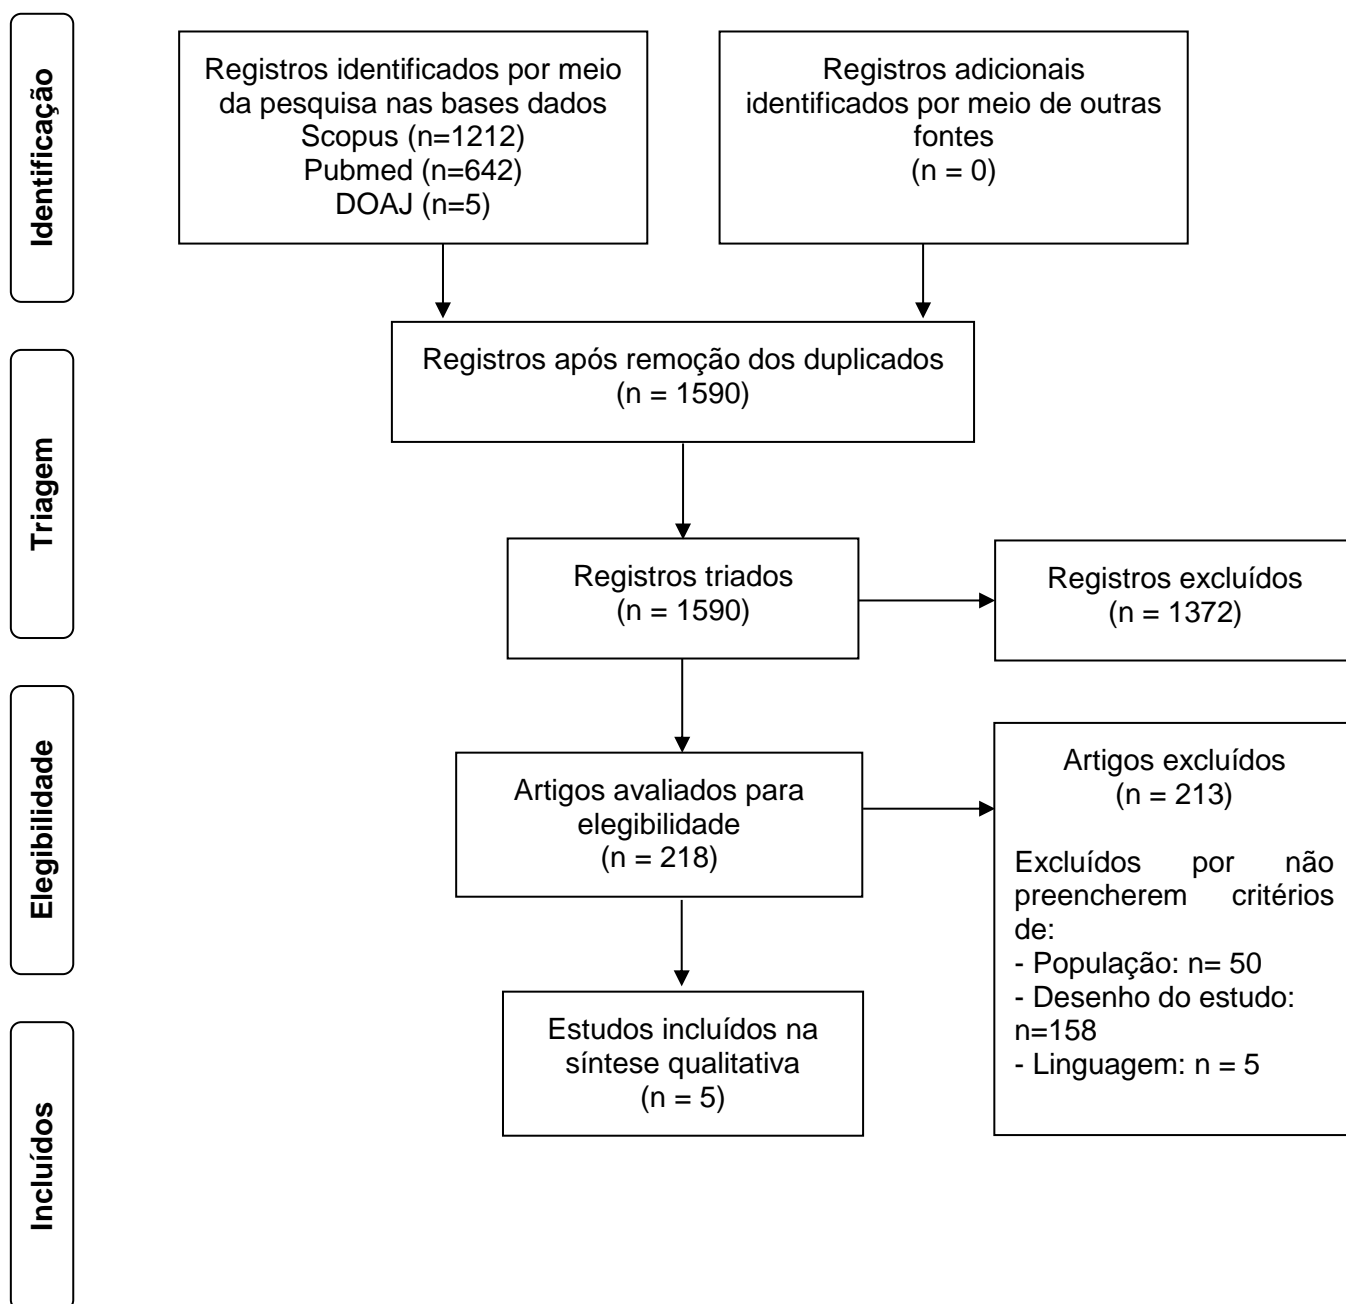 Identificação
Registros identificados por meio
da pesquisa nas bases dados
Scopus (n=1212)
Pubmed (n=642)
DOAJ (n=5)
Registros adicionais
identificados por meio de outras
fontes
(n = 0)
Triagem
Registros após remoção dos duplicados
(n = 1590)
Registros triados
(n = 1590)
Registros excluídos
(n = 1372)
Elegibilidade
Artigos avaliados para
elegibilidade
(n = 218)
Artigos excluídos
(n = 213)
Excluídos por não
preencherem critérios
de:
- População: n= 50
- Desenho do estudo:
n=158
- Linguagem: n = 5
Incluídos
Estudos incluídos na
síntese qualitativa
(n = 5)